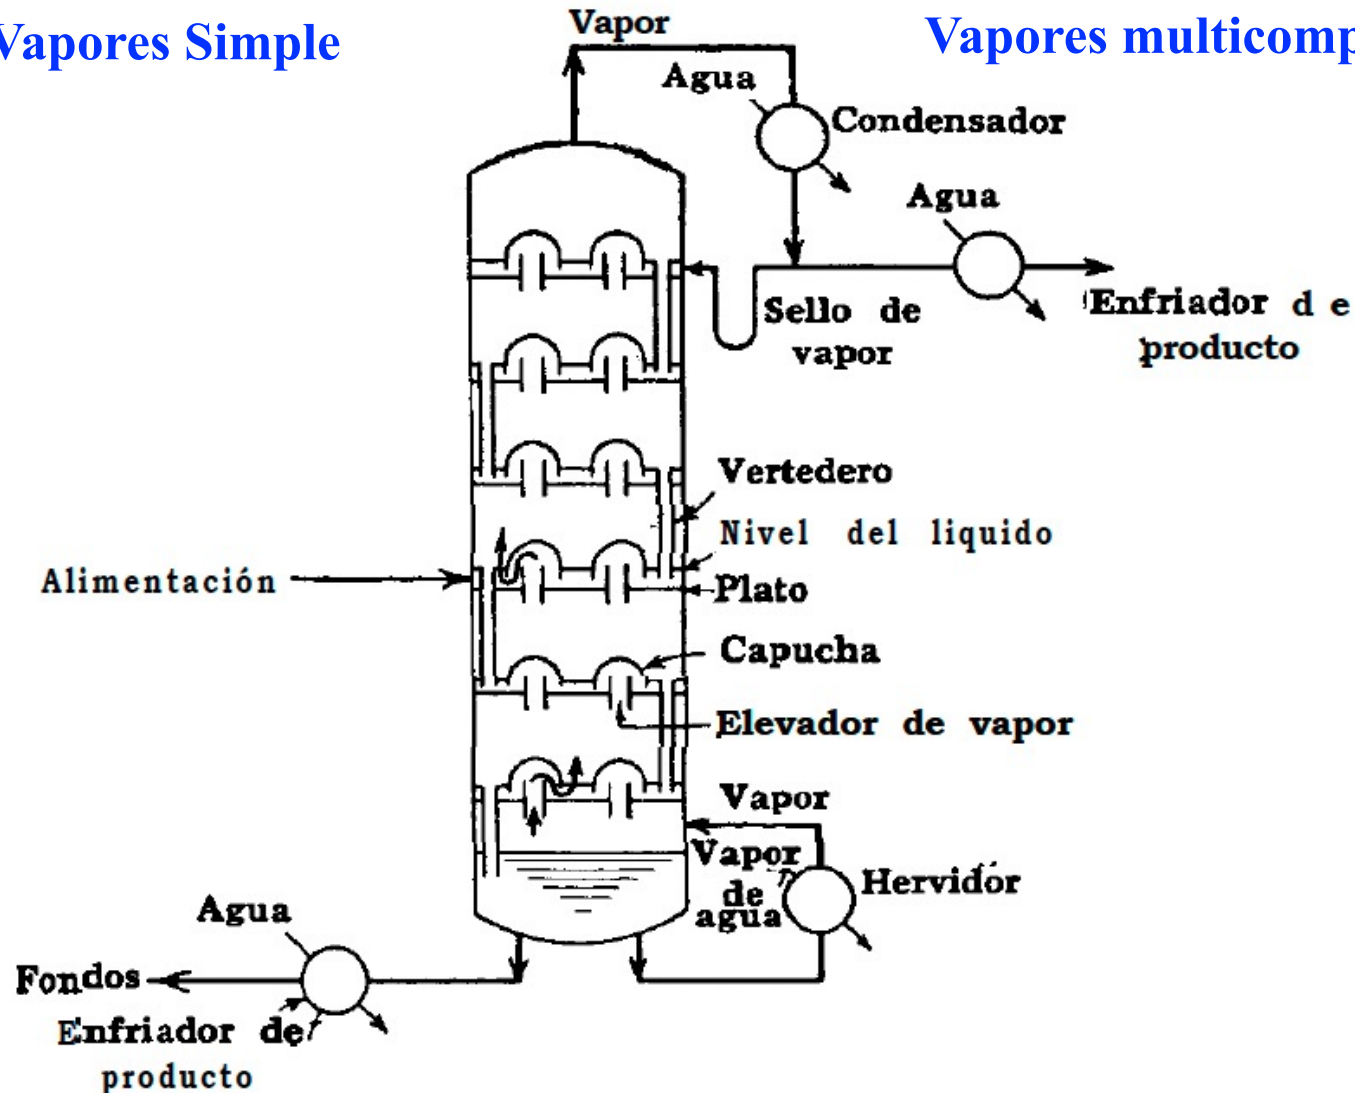 Vapores Simple
Vapor
Vapores multicomp
Agua
Condensador
Agua
Sello de
vapor
Enfriador d e
producto
Vertedero
Nivel del liquido
Alimentación
Plato
Capucha
Elevador de vapor
Vapor
Vapor
de
agua
Hervidor
Agua
Fondos
Enfriador de
producto